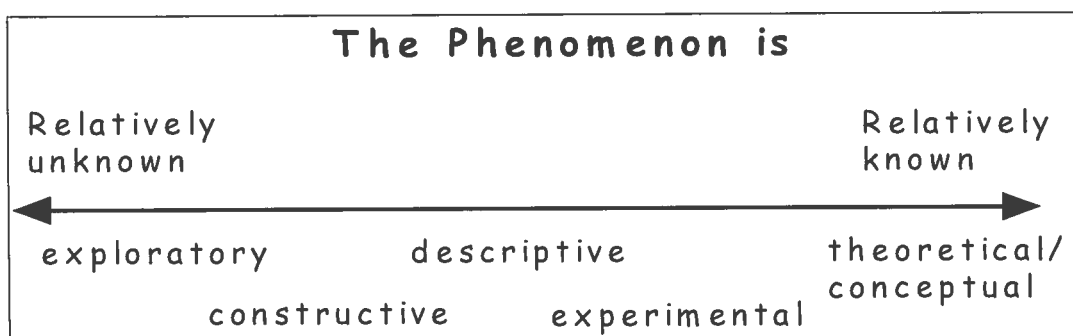 The Phenomenon is
Relatively unknown
Relatively known
exploratory
descriptive
theoretical/
conceptual
constructive
experimental